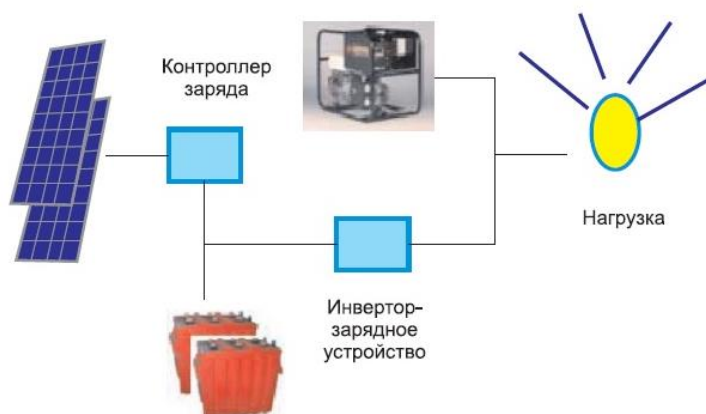 Контроллер
заряда
Нагрузка
Инвертор-
зарядное
устройство